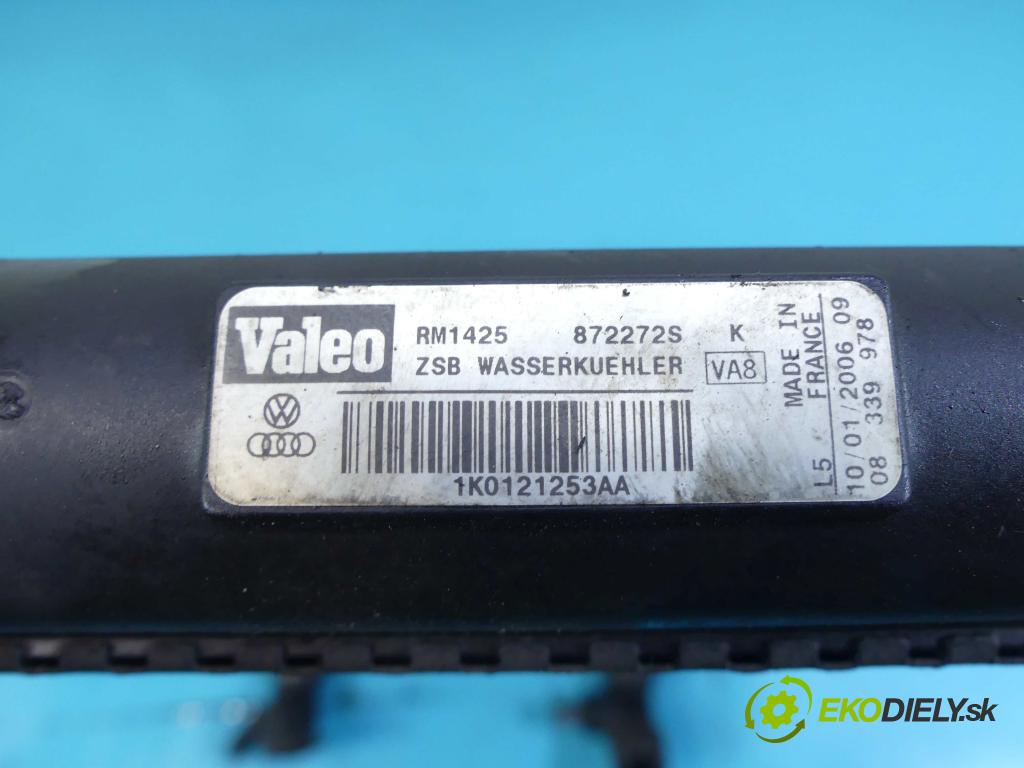 Valeo
RM1425 872272S K
ZSB WASSERKUEHLER VA8
1K0121253AA
MADE IN
FRANCE
L5
10/01/2006 09
08 339 978
EKODIELY.sk